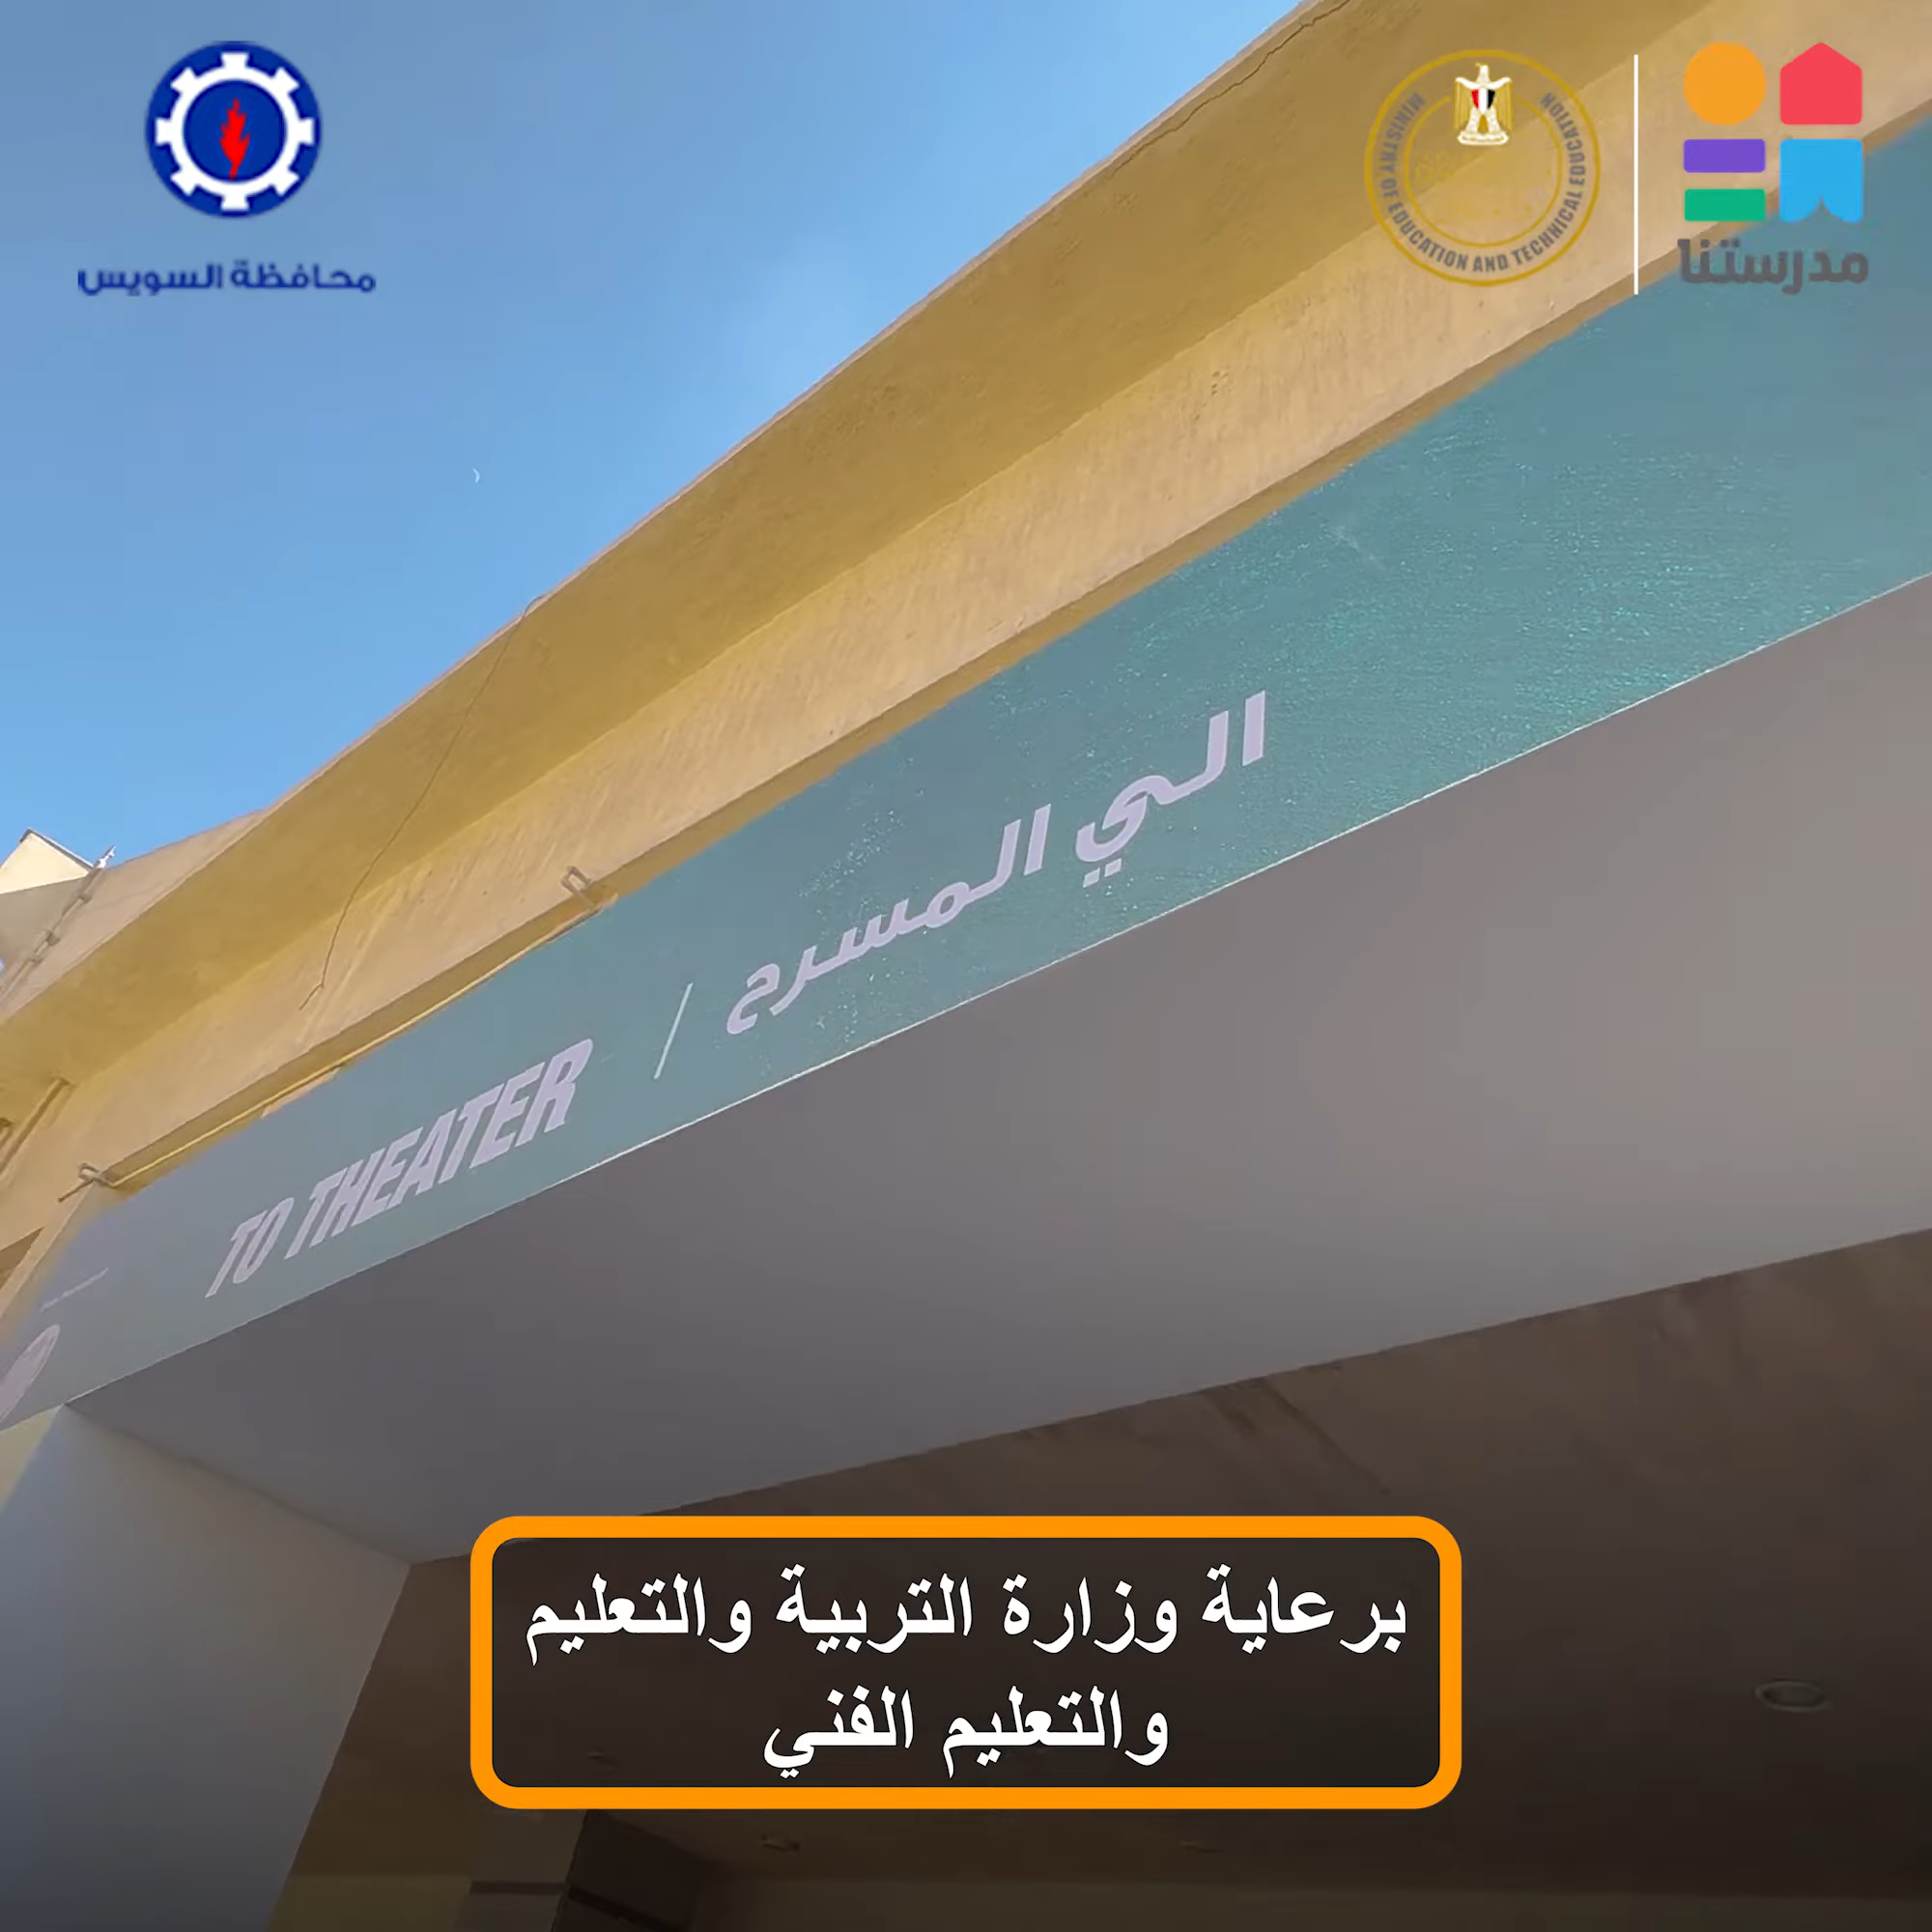 محافظة السويس
MINISTRY OF EDUCATION AND TECHNICAL EDUCATION
مدرستنا
الي المسرح / TO THEATER
برعاية وزارة التربية والتعليم
والتعليم الفني